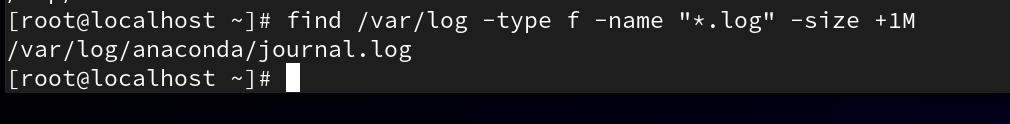 [root@localhost ~]# find /var/log -type f -name "*.log" -size +1M
/var/log/anaconda/journal.log
[root@localhost ~]#